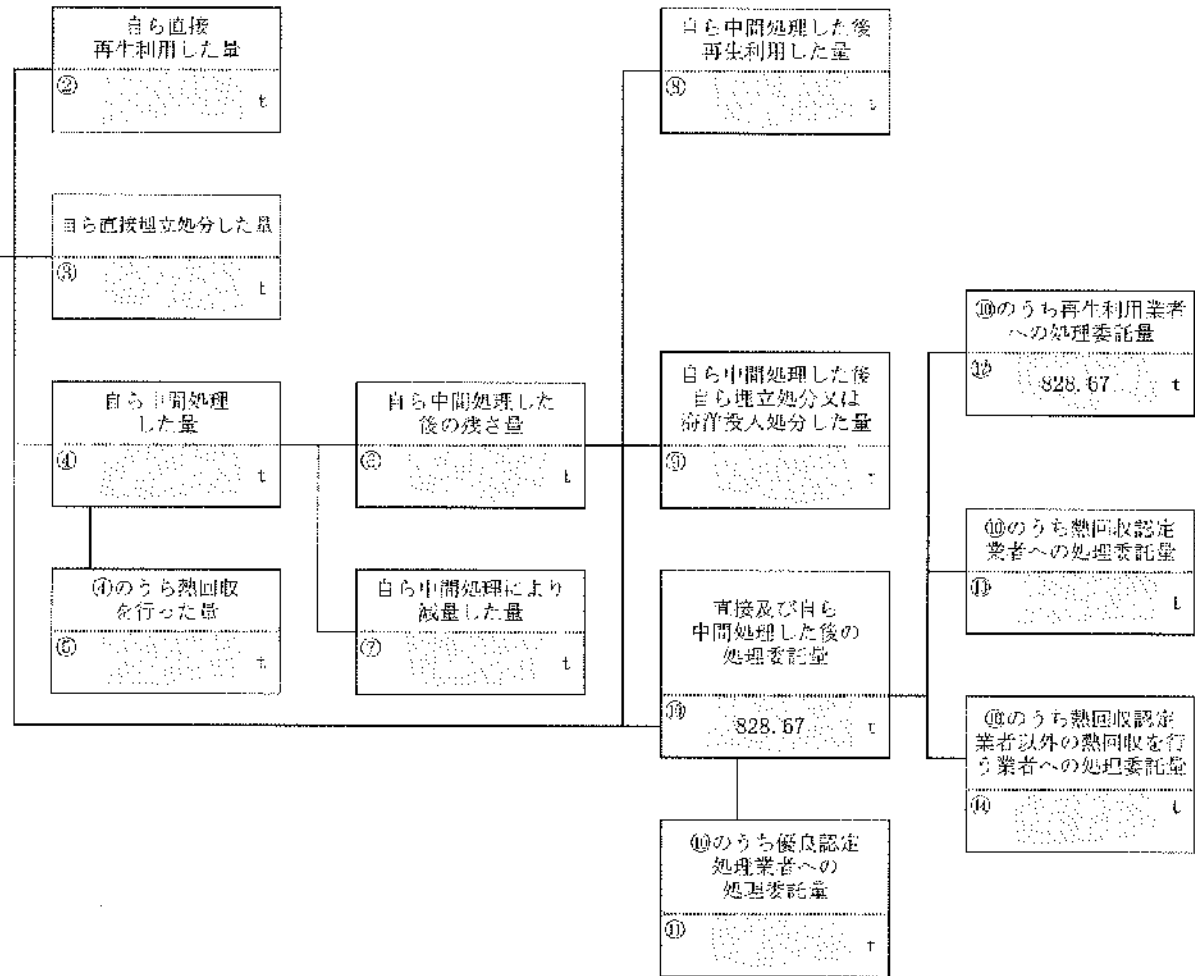 自ら直接
再生利用した量
② t
自ら直接埋立処分した量
③ t
自ら中間処理
した量
④ t
④のうち熱回収
を行った量
⑤ t
自ら中間処理した
後の残さ量
⑥ t
自ら中間処理により
減量した量
⑦ t
自ら中間処理した後
再生利用した量
⑧ t
自ら中間処理した後
自ら埋立処分又は
海洋投入処分した量
⑨ t
直接及び自ら
中間処理した後の
処理委託量
⑩ 828.67 t
⑩のうち優良認定
処理業者への
処理委託量
⑪ t
⑩のうち再生利用業者
への処理委託量
⑫ 828.67 t
⑩のうち熱回収認定
業者への処理委託量
⑬ t
⑩のうち熱回収認定
業者以外の熱回収を行
う業者への処理委託量
⑭ t